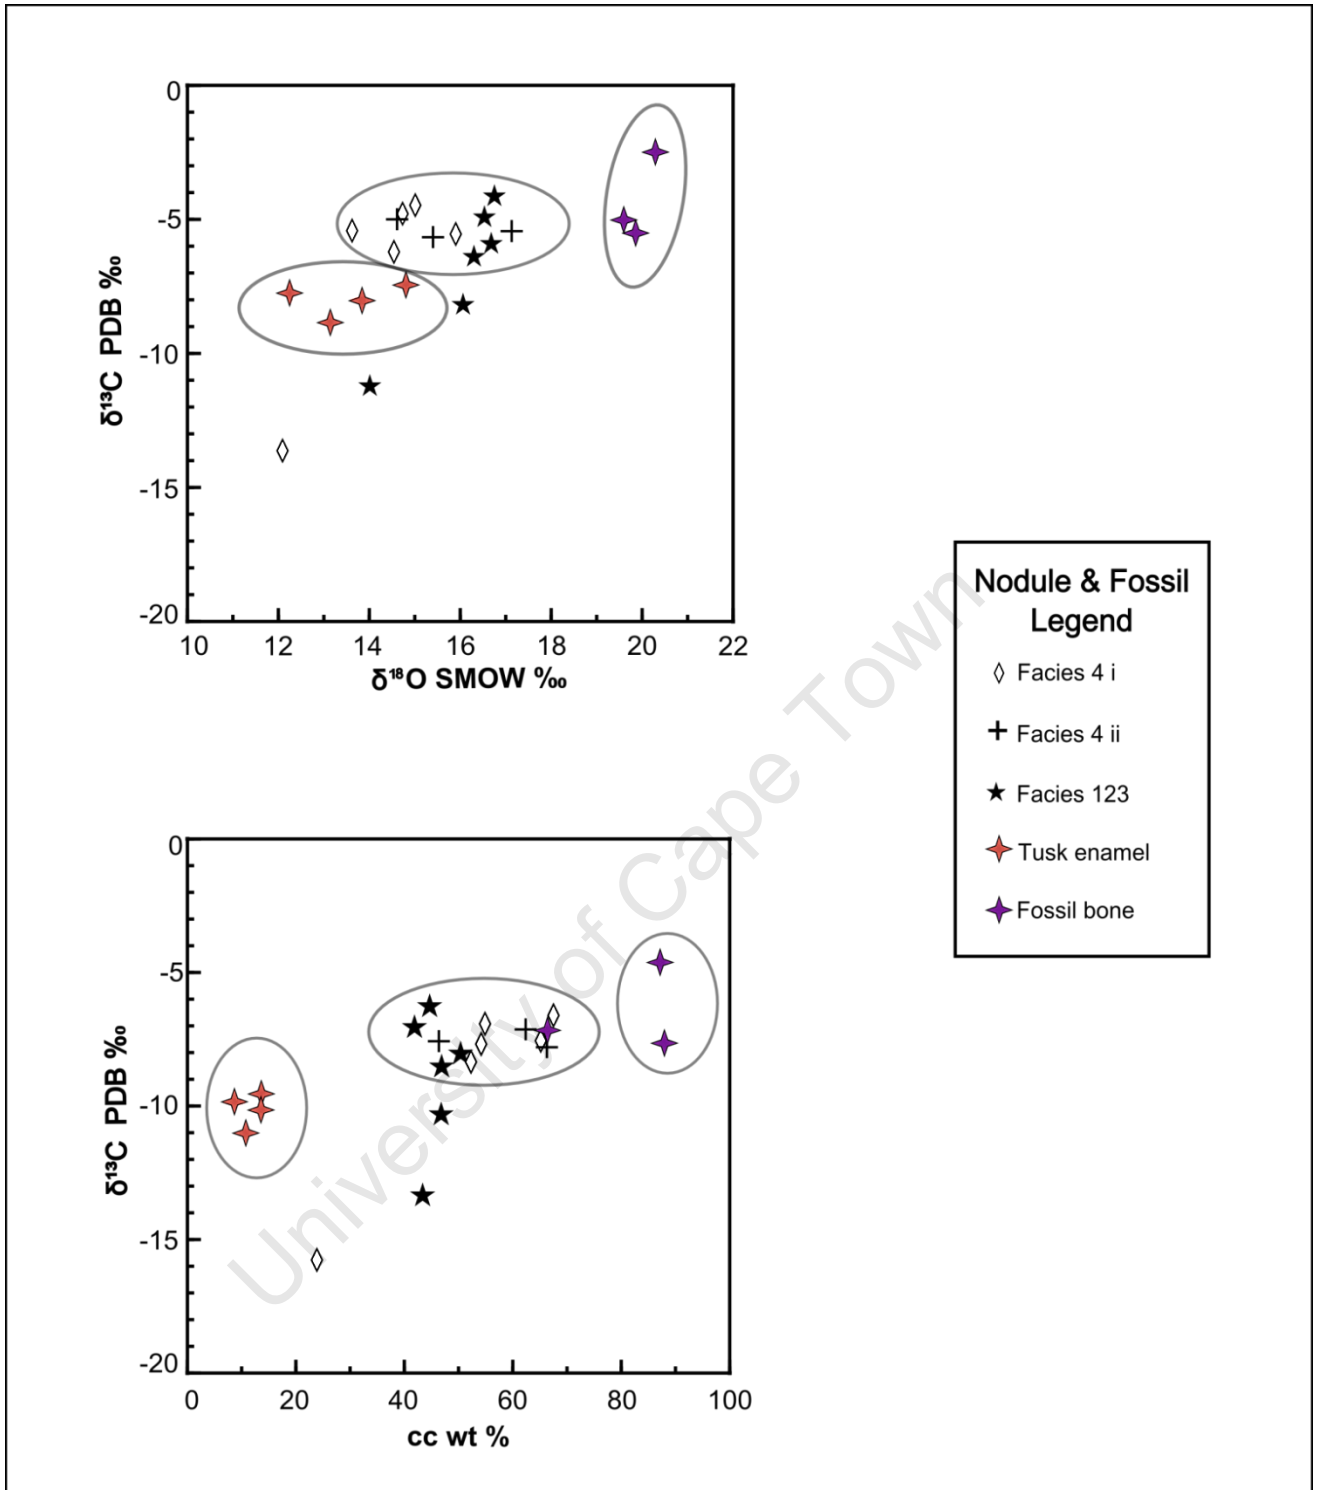 0
-5
-10
-15
-20
10 12 14 16 18 20 22
δ¹³C PDB ‰
δ¹⁸O SMOW ‰
Nodule & Fossil
Legend
Facies 4 i
Facies 4 ii
Facies 123
Tusk enamel
Fossil bone
0
-5
-10
-15
-20
0 20 40 60 80 100
δ¹³C PDB ‰
cc wt %
University of Cape Town